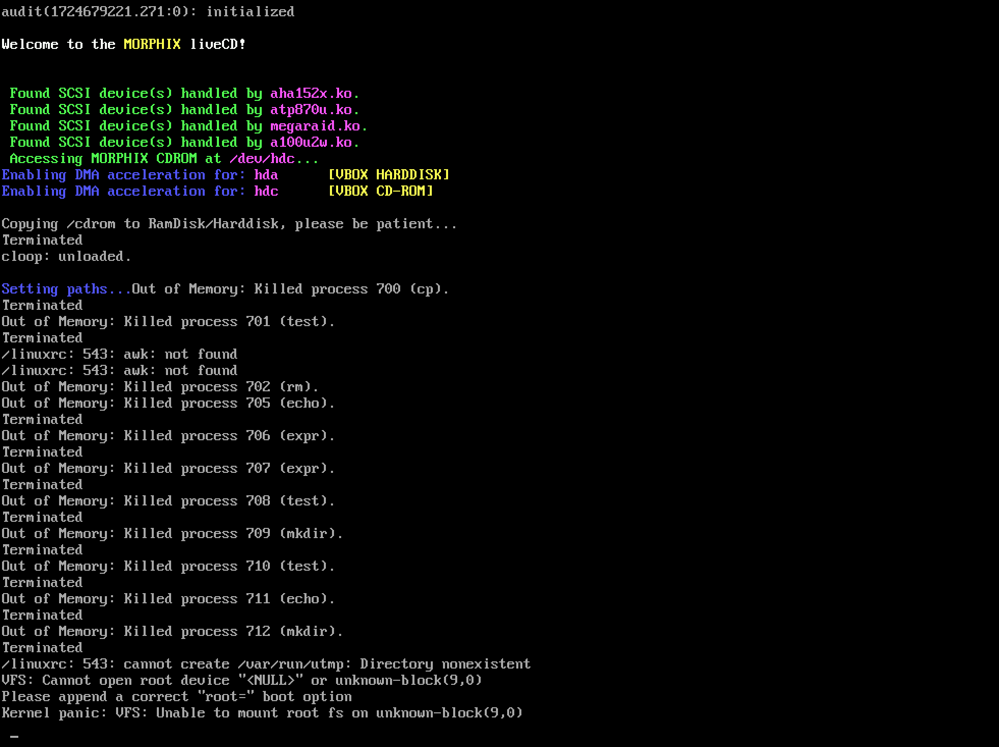 audit(1724679221.271:0): initialized
Welcome to the MORPHIX liveCD!
Found SCSI device(s) handled by aha152x.ko.
Found SCSI device(s) handled by atp870u.ko.
Found SCSI device(s) handled by megaraid.ko.
Found SCSI device(s) handled by a100u2w.ko.
Accessing MORPHIX CDROM at /dev/hdc...
Enabling DMA acceleration for: hda      [VBOX HARDDISK]
Enabling DMA acceleration for: hdc      [VBOX CD-ROM]
Copying /cdrom to RamDisk/Harddisk, please be patient...
Terminated
cloop: unloaded.
Setting paths...Out of Memory: Killed process 700 (cp).
Terminated
Out of Memory: Killed process 701 (test).
Terminated
/linuxrc: 543: awk: not found
/linuxrc: 543: awk: not found
Out of Memory: Killed process 702 (rm).
Out of Memory: Killed process 705 (echo).
Terminated
Out of Memory: Killed process 706 (expr).
Terminated
Out of Memory: Killed process 707 (expr).
Terminated
Out of Memory: Killed process 708 (test).
Terminated
Out of Memory: Killed process 709 (mkdir).
Terminated
Out of Memory: Killed process 710 (test).
Terminated
Out of Memory: Killed process 711 (echo).
Terminated
Out of Memory: Killed process 712 (mkdir).
Terminated
/linuxrc: 543: cannot create /var/run/utmp: Directory nonexistent
VFS: Cannot open root device "<NULL>" or unknown-block(9,0)
Please append a correct "root=" boot option
Kernel panic: VFS: Unable to mount root fs on unknown-block(9,0)
_